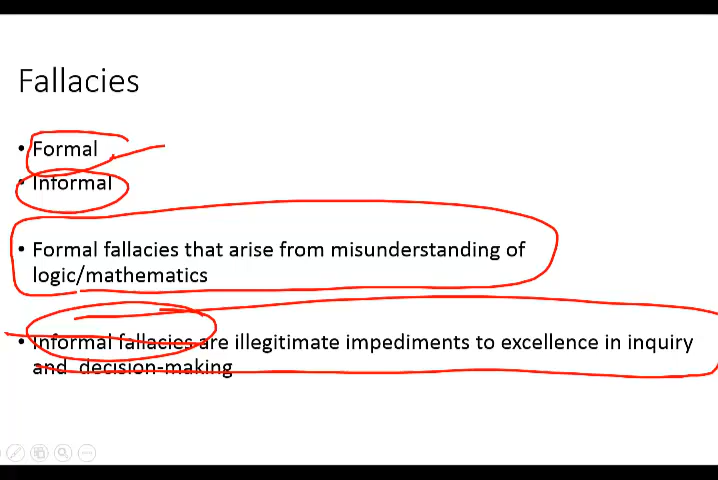 Fallacies
• Formal
• Informal
• Formal fallacies that arise from misunderstanding of
logic/mathematics
• Informal fallacies are illegitimate impediments to excellence in inquiry
and decision-making